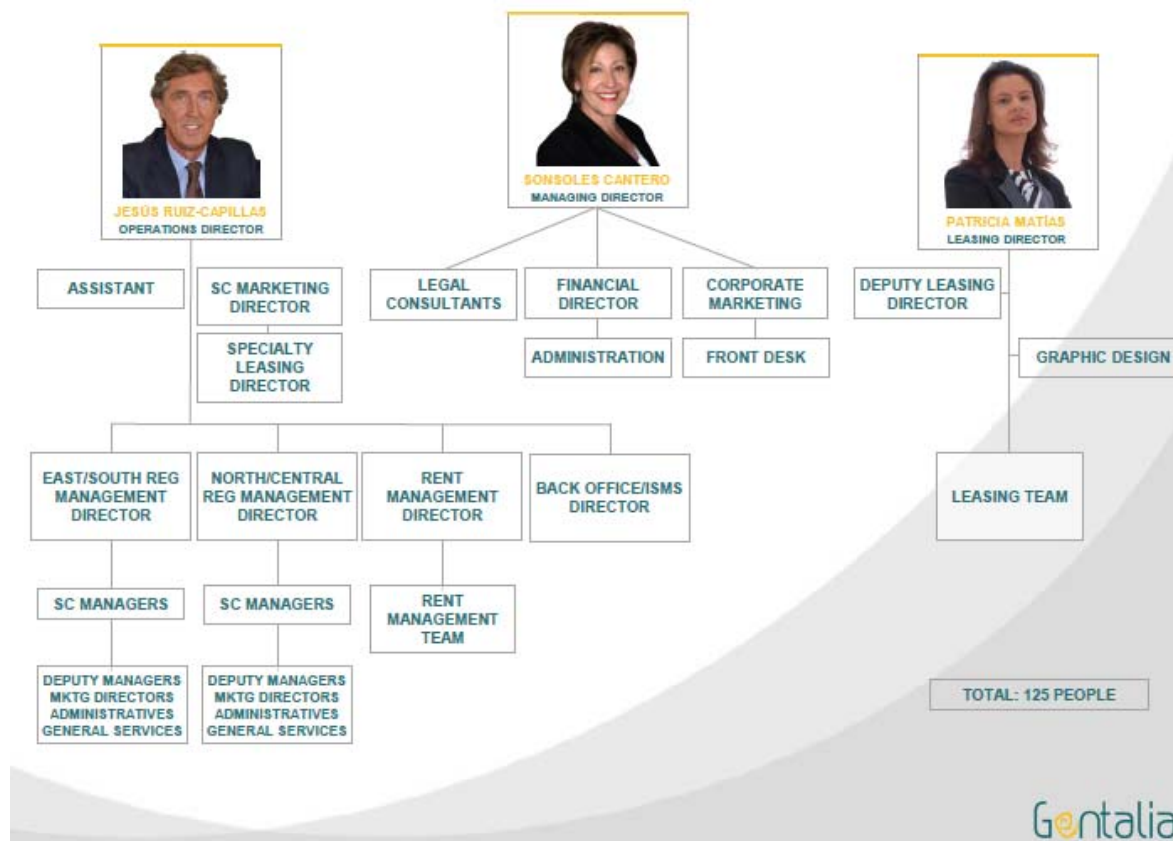 JESÚS RUIZ-CAPILLAS
OPERATIONS DIRECTOR
SONSOLES CANTERO
MANAGING DIRECTOR
PATRICIA MATÍAS
LEASING DIRECTOR
ASSISTANT
SC MARKETING
DIRECTOR
SPECIALTY
LEASING
DIRECTOR
LEGAL
CONSULTANTS
FINANCIAL
DIRECTOR
CORPORATE
MARKETING
ADMINISTRATION
FRONT DESK
DEPUTY LEASING
DIRECTOR
GRAPHIC DESIGN
EAST/SOUTH REG
MANAGEMENT
DIRECTOR
NORTH/CENTRAL
REG MANAGEMENT
DIRECTOR
RENT
MANAGEMENT
DIRECTOR
BACK OFFICE/ISMS
DIRECTOR
LEASING TEAM
SC MANAGERS
SC MANAGERS
RENT
MANAGEMENT
TEAM
DEPUTY MANAGERS
MKTG DIRECTORS
ADMINISTRATIVES
GENERAL SERVICES
DEPUTY MANAGERS
MKTG DIRECTORS
ADMINISTRATIVES
GENERAL SERVICES
TOTAL: 125 PEOPLE
Gentalia